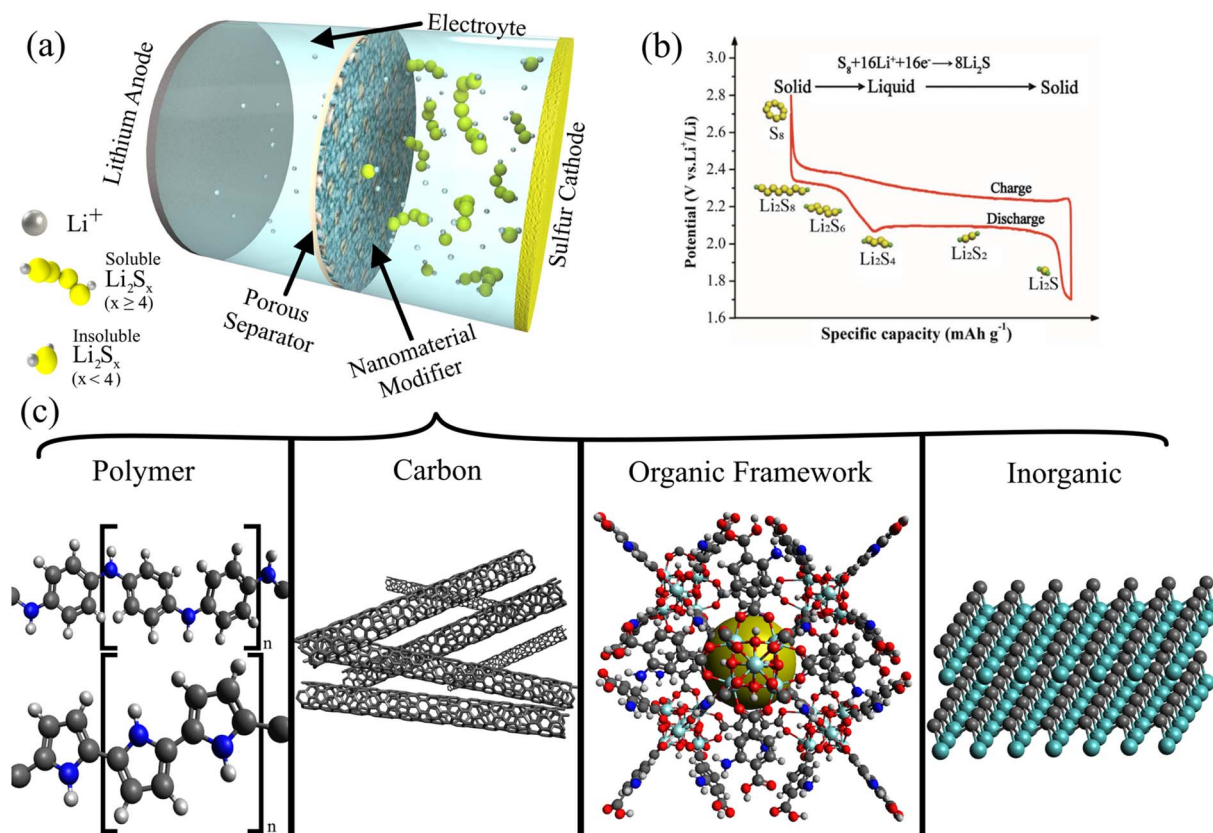 (a)
Electroyte
Lithium Anode
Sulfur Cathode
Li⁺
Soluble
Li₂Sₓ
(x ≥ 4)
Insoluble
Li₂Sₓ
(x < 4)
Porous
Separator
Nanomaterial
Modifier
(b)
S₈+16Li⁺+16e⁻→8Li₂S
Solid Liquid Solid
Potential (V vs.Li⁺/Li)
3.0
2.8
2.6
2.4
2.2
2.0
1.8
1.6
S₈
Charge
Discharge
Li₂S₈
Li₂S₆
Li₂S₄
Li₂S₂
Li₂S
Specific capacity (mAh g⁻¹)
(c)
Polymer
Carbon
Organic Framework
Inorganic
n
n